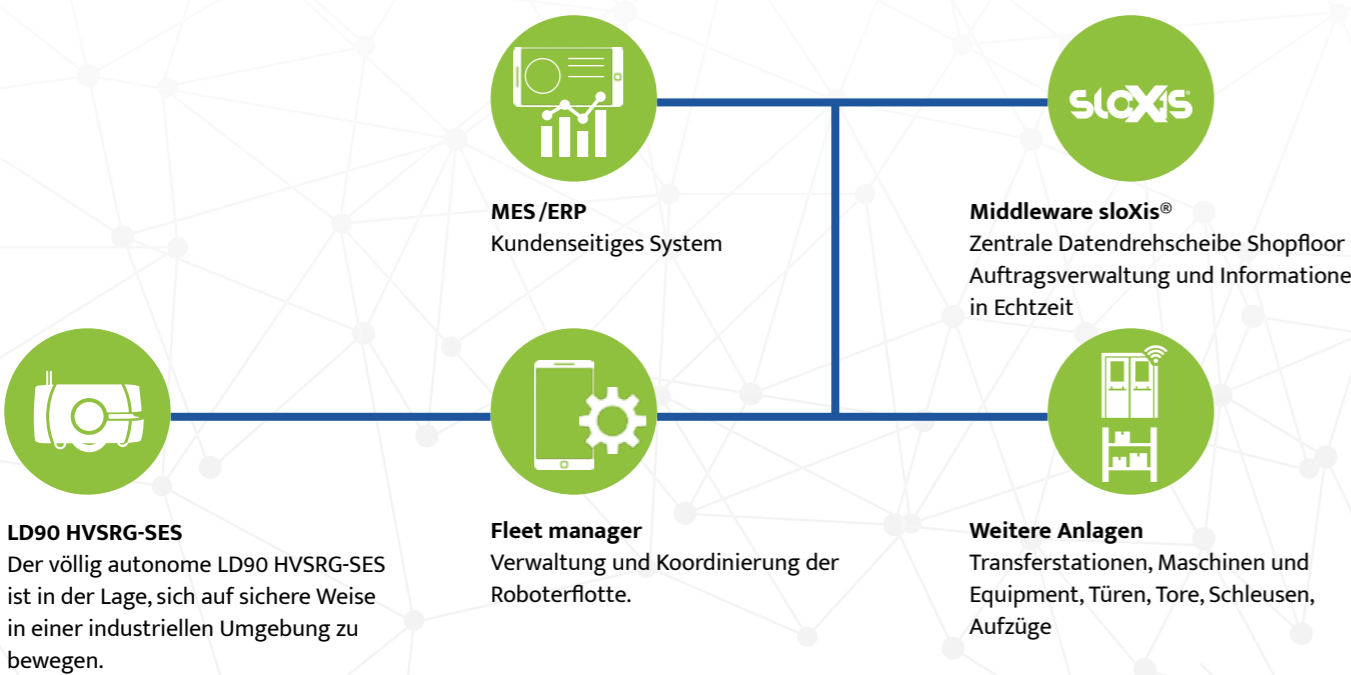 sloXis
MES/ERP
Kundenseitiges System
Middleware sloXis®
Zentrale Datendrehscheibe Shopfloor
Auftragsverwaltung und Informatione
in Echtzeit
LD90 HVSRG-SES
Der völlig autonome LD90 HVSRG-SES
ist in der Lage, sich auf sichere Weise
in einer industriellen Umgebung zu
bewegen.
Fleet manager
Verwaltung und Koordinierung der
Roboterflotte.
Weitere Anlagen
Transferstationen, Maschinen und
Equipment, Türen, Tore, Schleusen,
Aufzüge